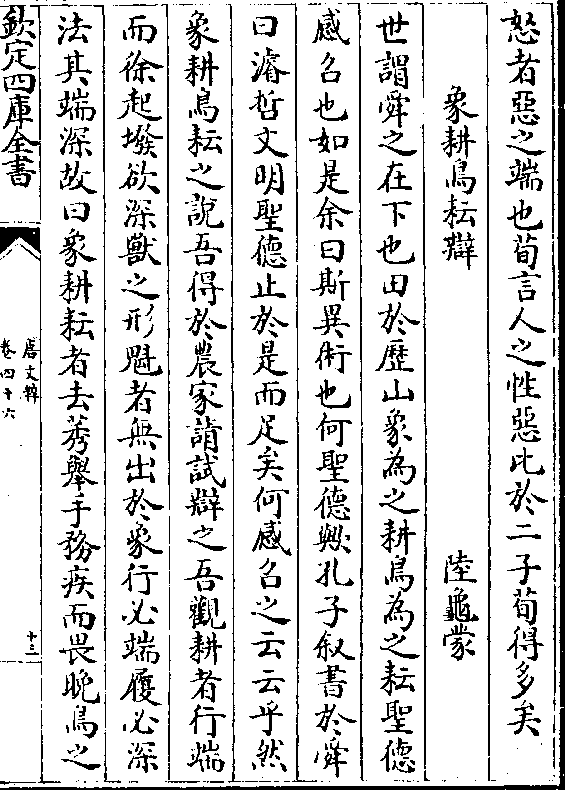 怒者惡之端也荀言人之性惡比於二子荀得多矣
象耕鳥耘辯　陸龜蒙
世謂舜之在下也田於歷山象為之耕鳥為之耘聖德
感召也如是余曰斯異術也何聖德歟孔子叙書於舜
曰濬哲文明聖德止於是而足矣何感召之云云乎然
象耕鳥耘之說吾得於農家請試辯之吾觀耕者行端
而徐起墢欲深獸之形魁者無出於象行必端履必深
法其端深故曰象耕耘者去莠舉手務疾而畏晚鳥之
欽定四庫全書
唐文粹
卷四十六
十三